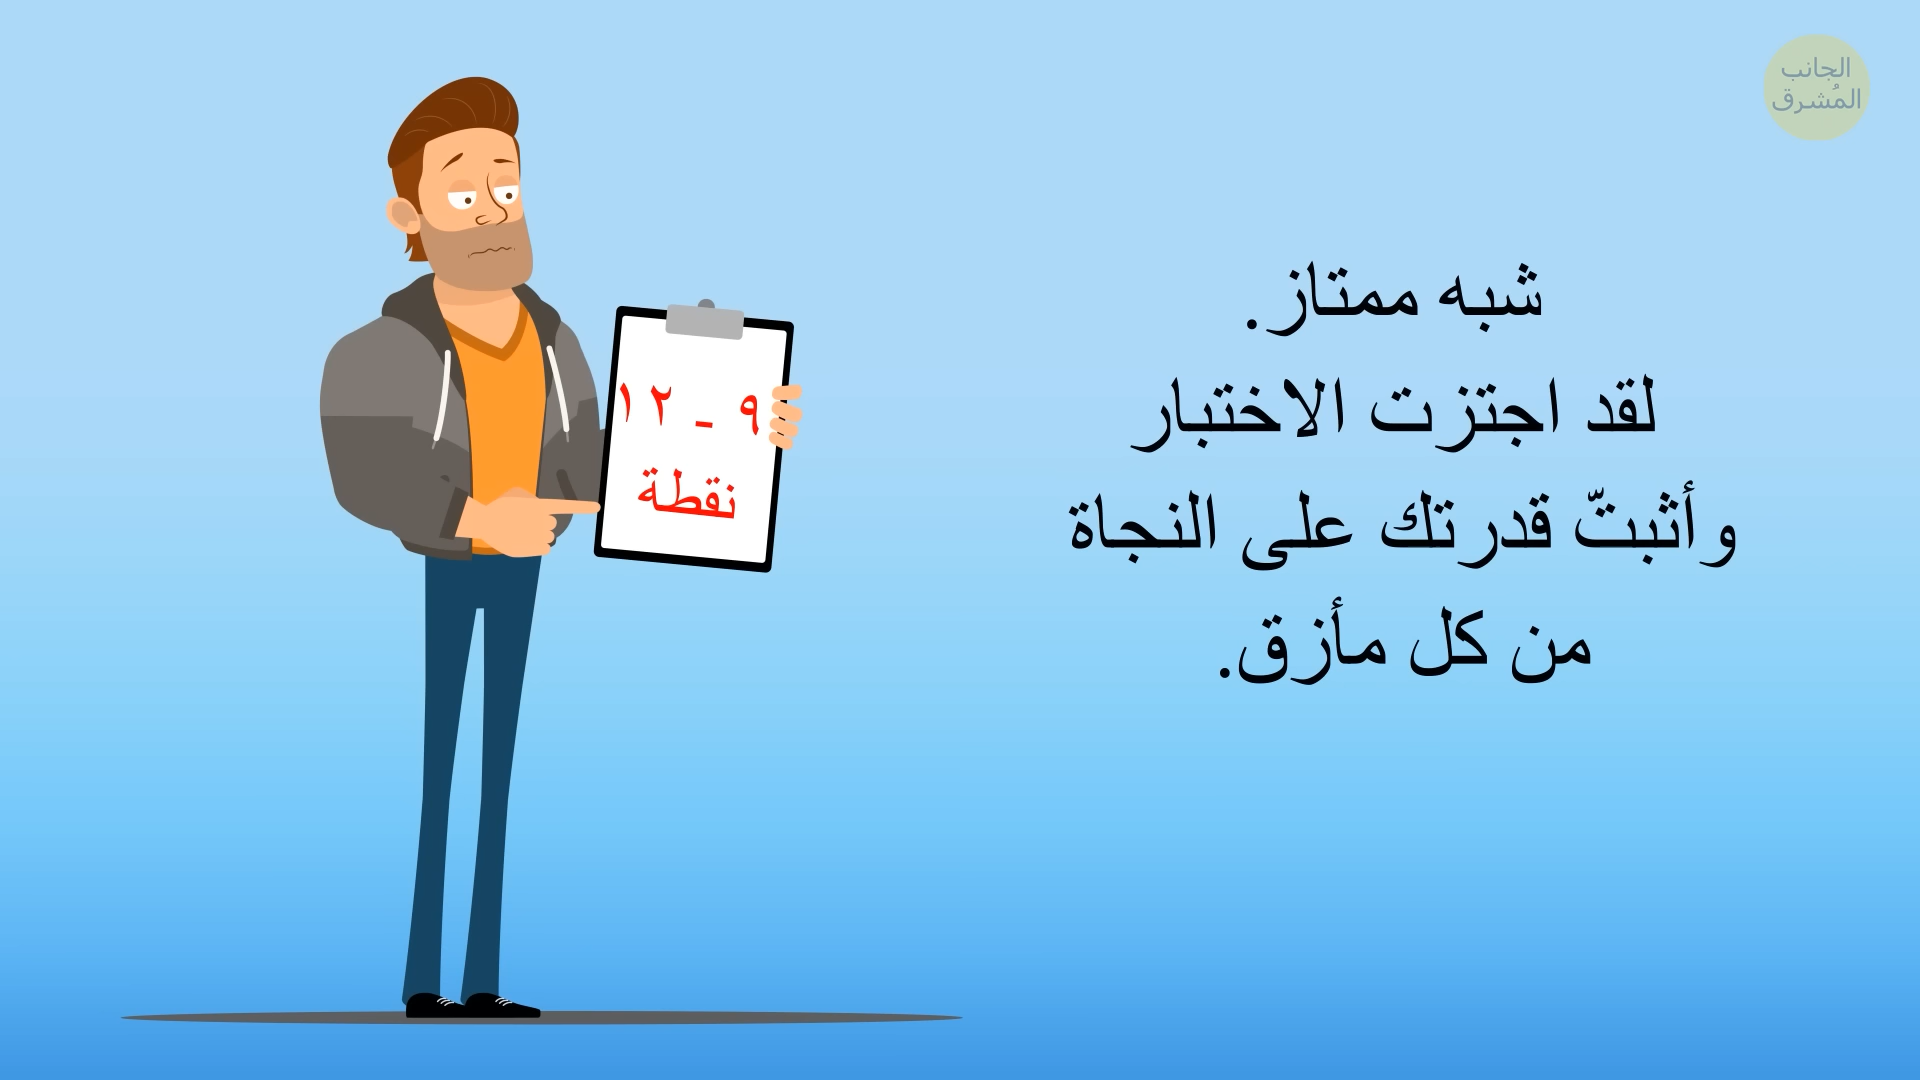 الجانب
المُشرق
شبه ممتاز.
لقد اجتزت الاختبار
وأثبتّ قدرتك على النجاة
من كل مأزق.
٩ - ١٢
نقطة